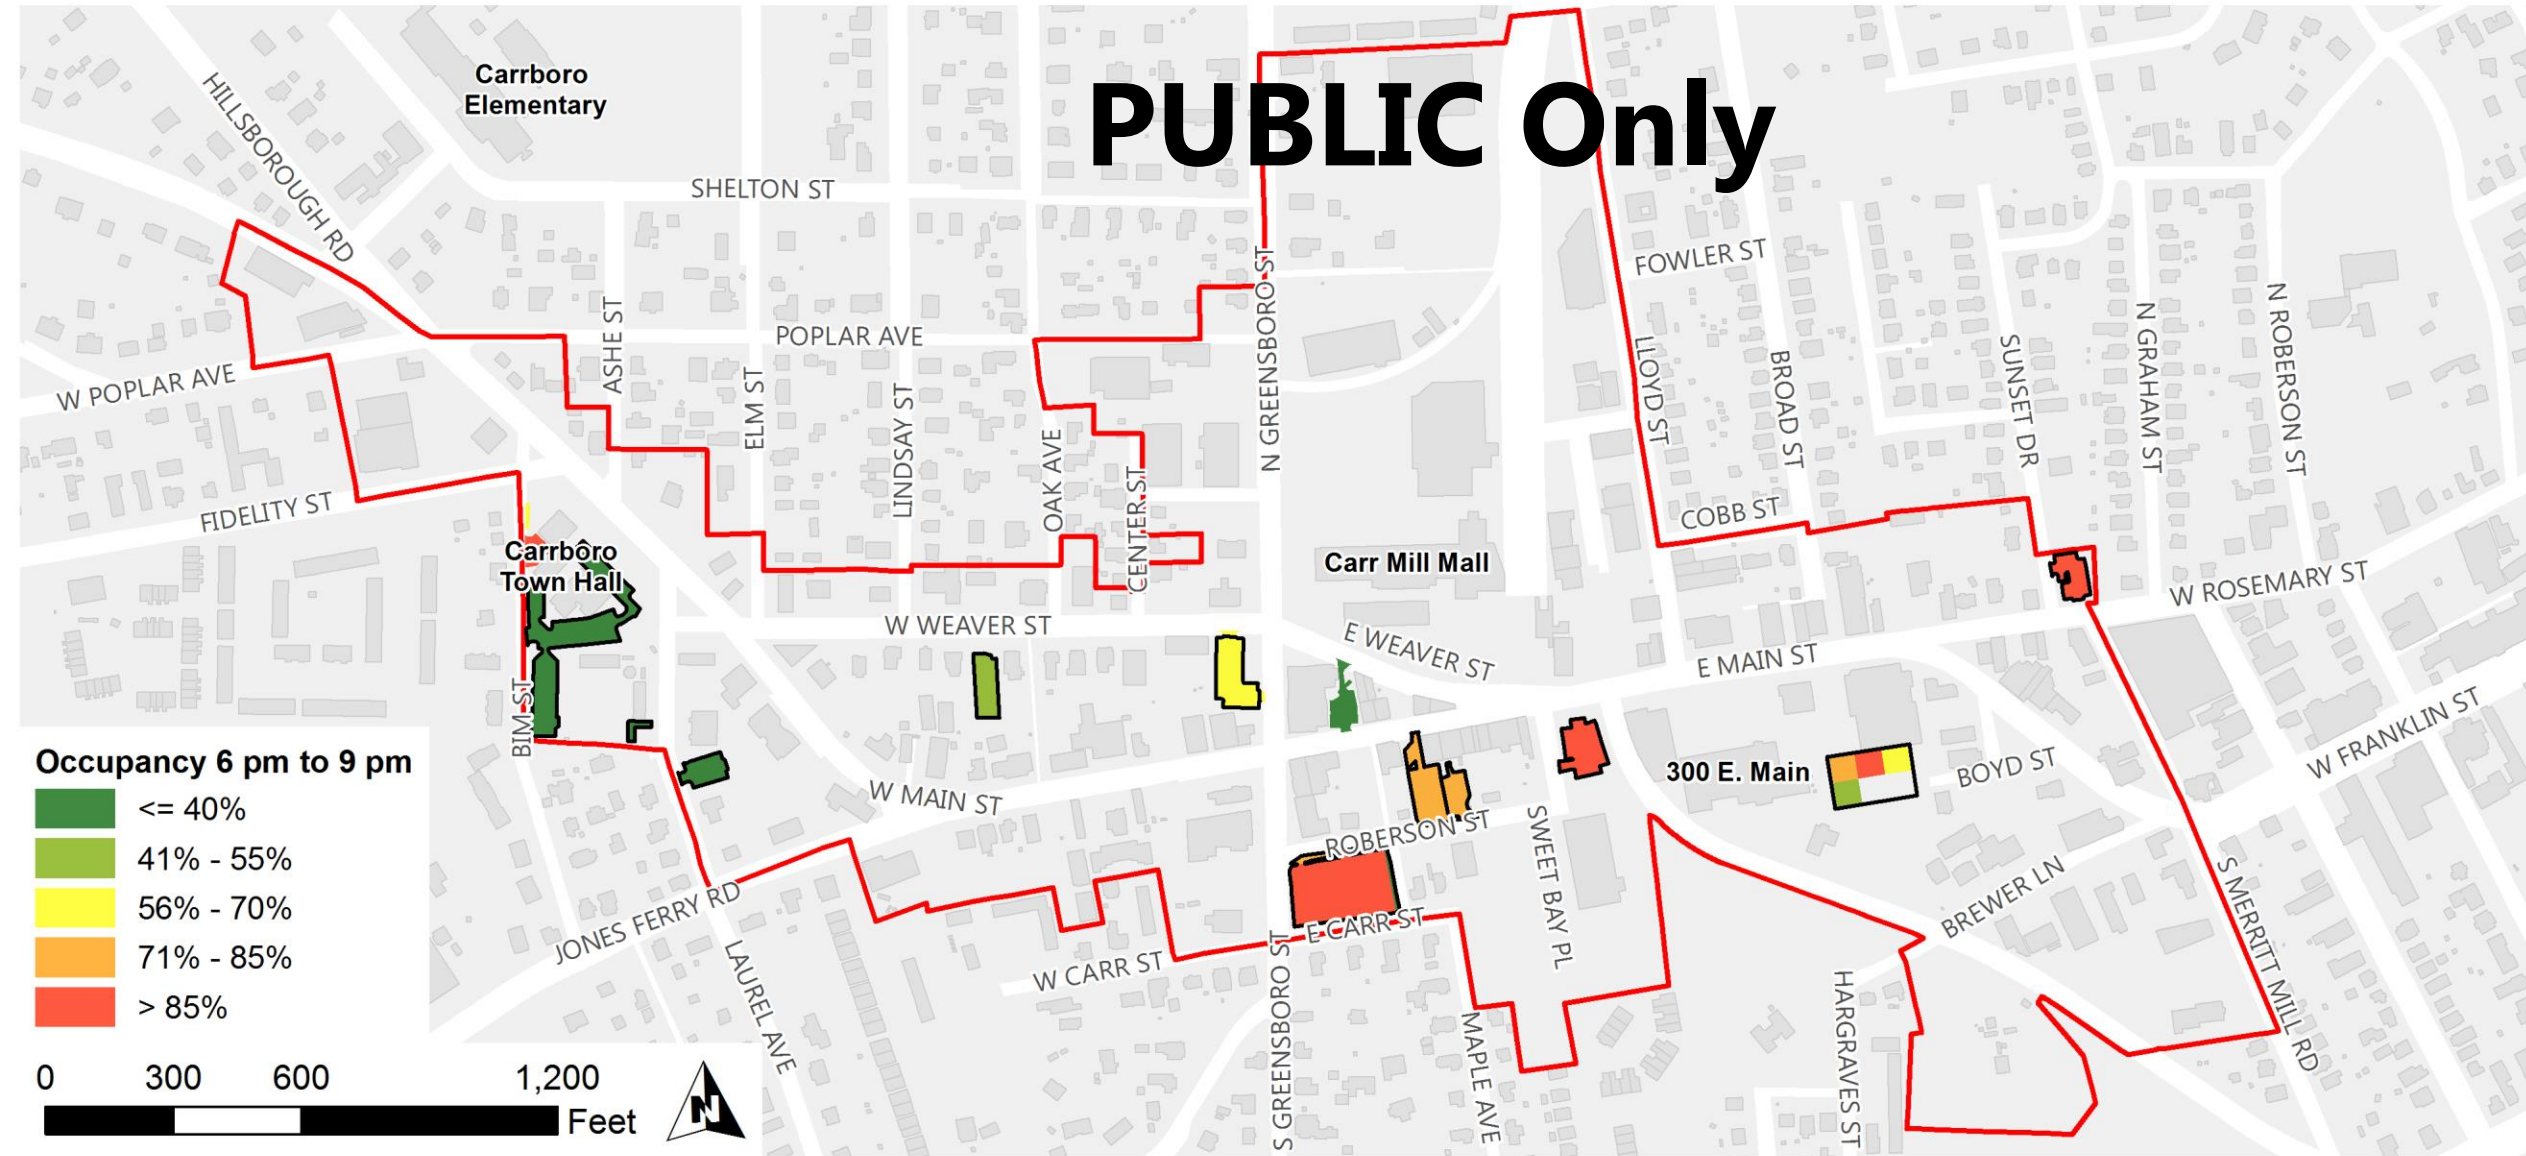 PUBLIC Only
Carrboro
Elementary
HILLSBOROUGH RD
SHELTON ST
FOWLER ST
N GREENSBORO ST
ASHE ST
POPLAR AVE
W POPLAR AVE
ELM ST
LINDSAY ST
OAK AVE
CENTER ST
LLOYD ST
BROAD ST
SUNSET DR
N GRAHAM ST
N ROBERSON ST
FIDELITY ST
COBB ST
Carrboro
Town Hall
Carr Mill Mall
W ROSEMARY ST
W WEAVER ST
E WEAVER ST
E MAIN ST
BIM ST
W FRANKLIN ST
300 E. Main
BOYD ST
W MAIN ST
ROBERSON ST
SWEET BAY PL
JONES FERRY RD
E CARR ST
W CARR ST
BREWER LN
S MERRITT MILL RD
LAUREL AVE
S GREENSBORO ST
MAPLE AVE
HARGRAVES ST
Occupancy 6 pm to 9 pm
<= 40%
41% - 55%
56% - 70%
71% - 85%
> 85%
0 300 600 1,200
Feet
N